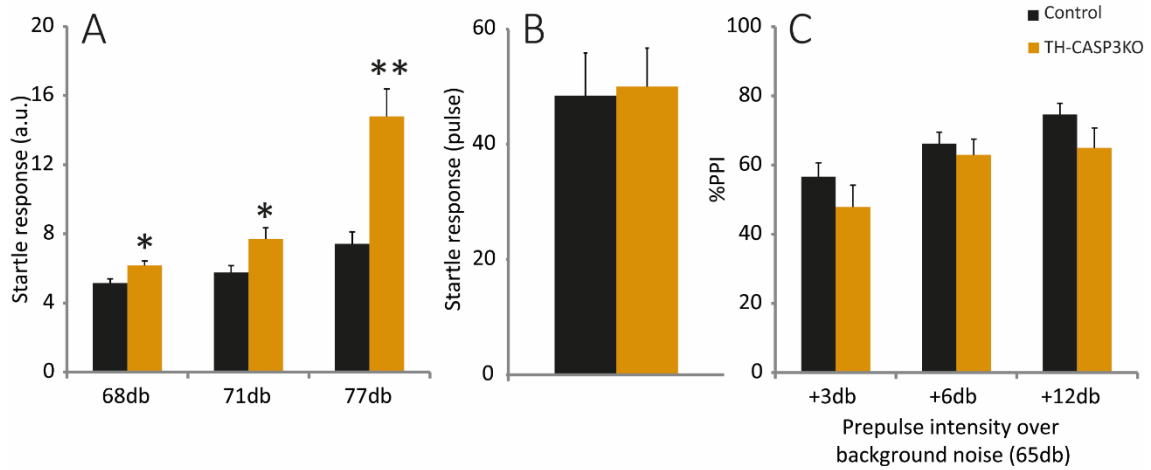 A
Startle response (a.u.)
20
16
12
8
4
0
*
*
**
68db
71db
77db
B
Startle response (pulse)
60
40
20
0
C
Control
TH-CASP3KO
%PPI
100
80
60
40
20
0
+3db
+6db
+12db
Prepulse intensity over
background noise (65db)